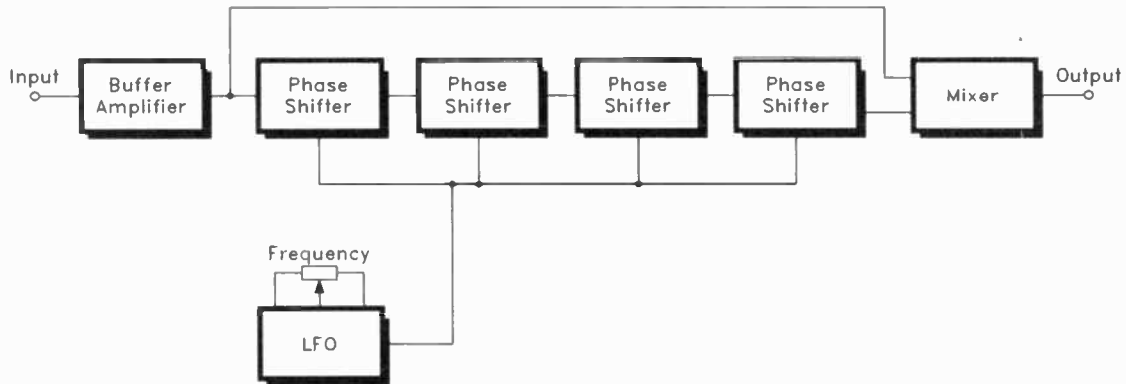 Input
Buffer
Amplifier
Phase
Shifter
Phase
Shifter
Phase
Shifter
Phase
Shifter
Mixer
Output
Frequency
LFO